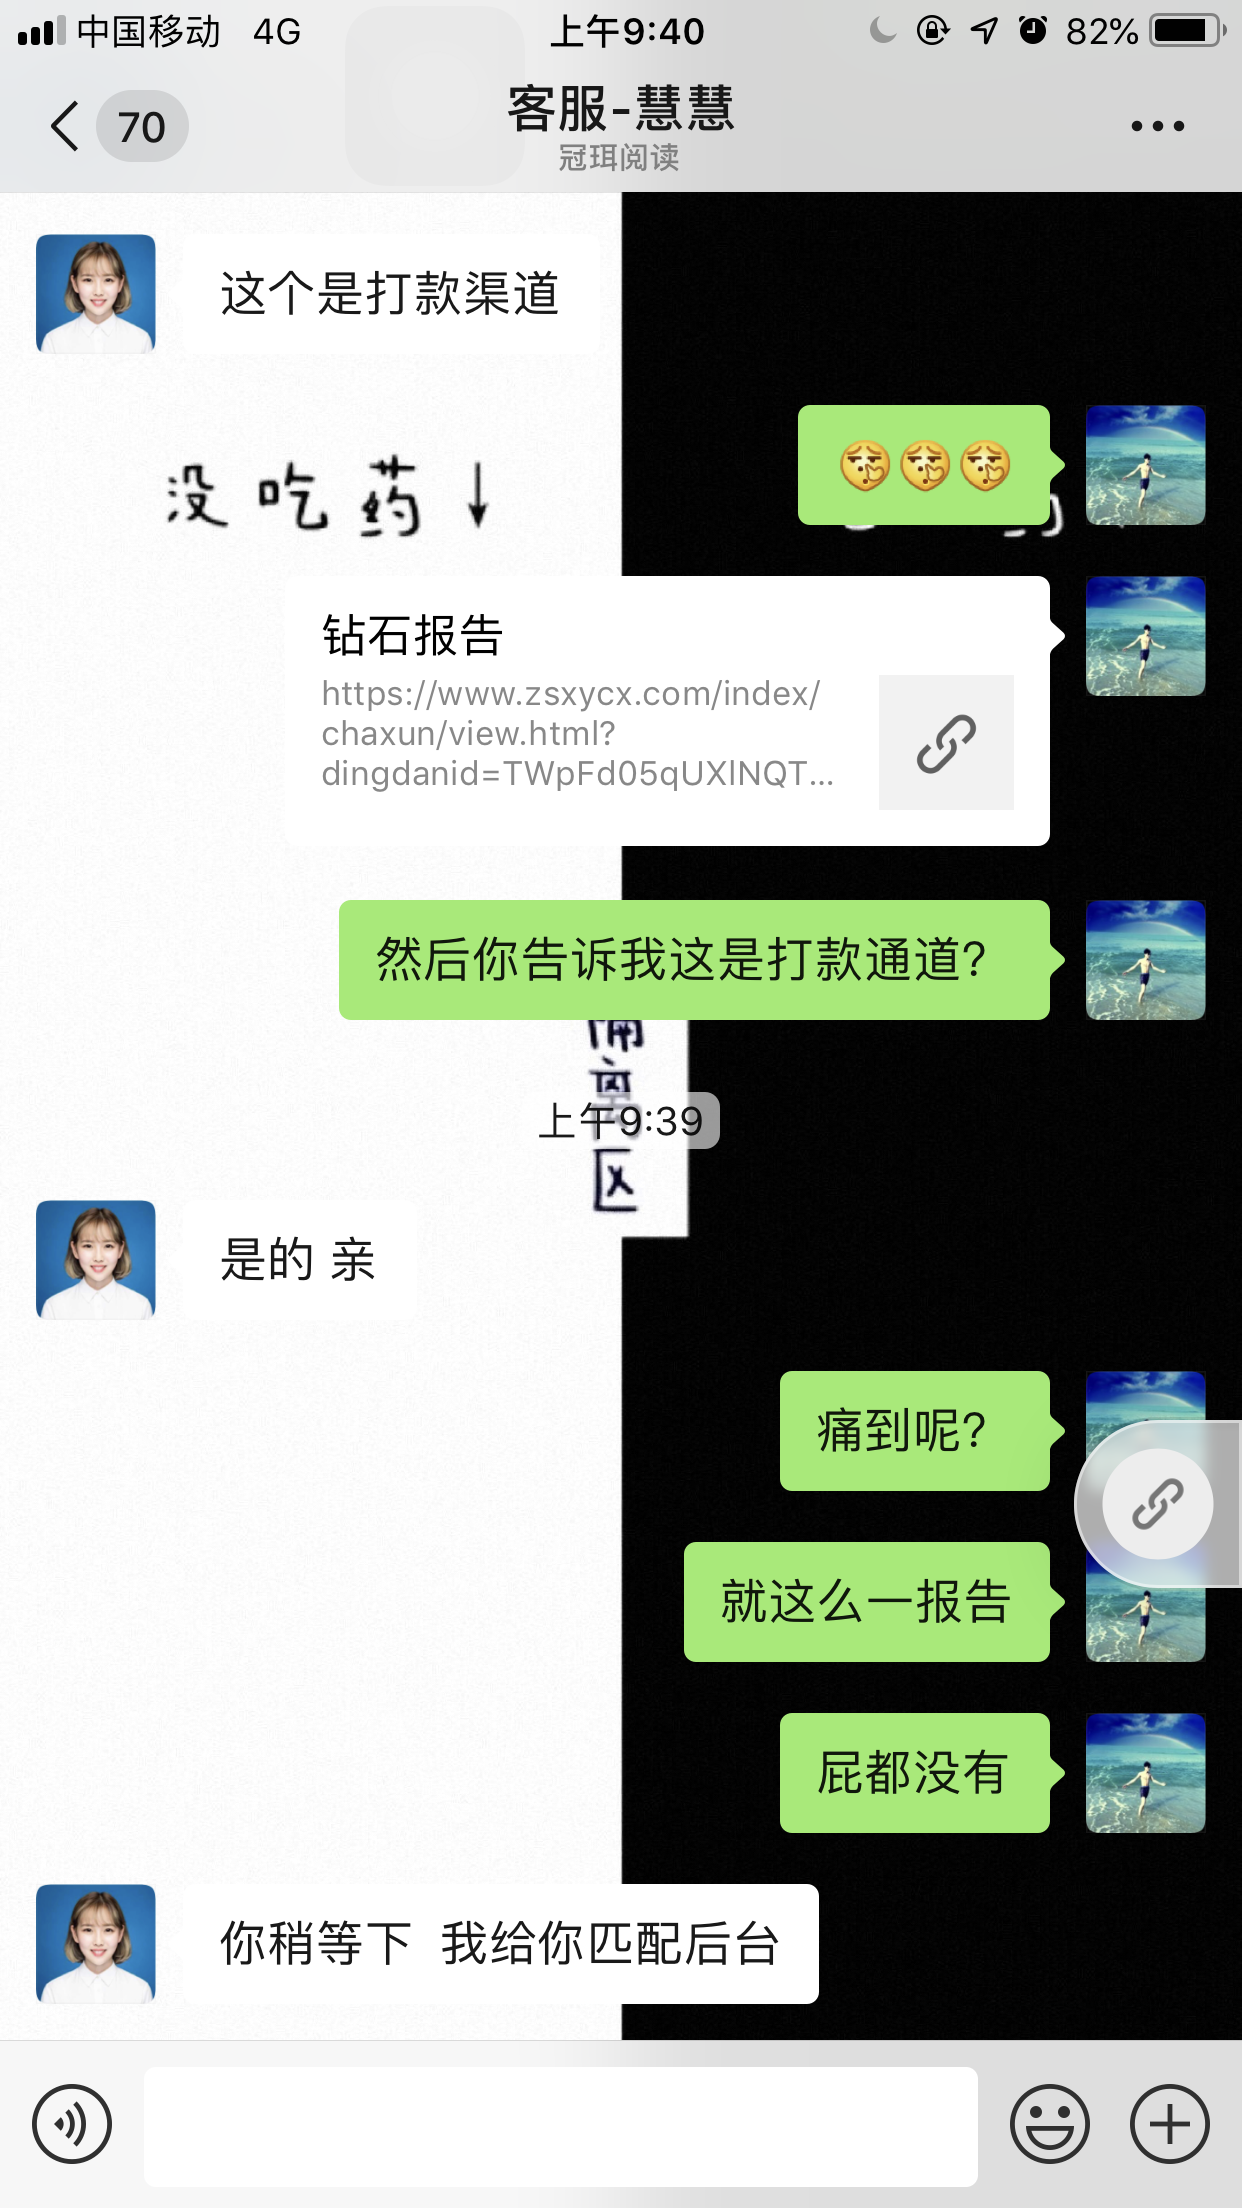 中国移动 4G 上午9:40 82%
70 客服-慧慧
冠珥阅读
这个是打款渠道
🤭🤭🤭
没吃药↓
药
钻石报告
https://www.zsxycx.com/index/
chaxun/view.html?
dingdanid=TWpFd05qUXlNQT...
然后你告诉我这是打款通道?
隔离区
上午9:39
是的 亲
痛到呢?
就这么一报告
屁都没有
你稍等下 我给你匹配后台